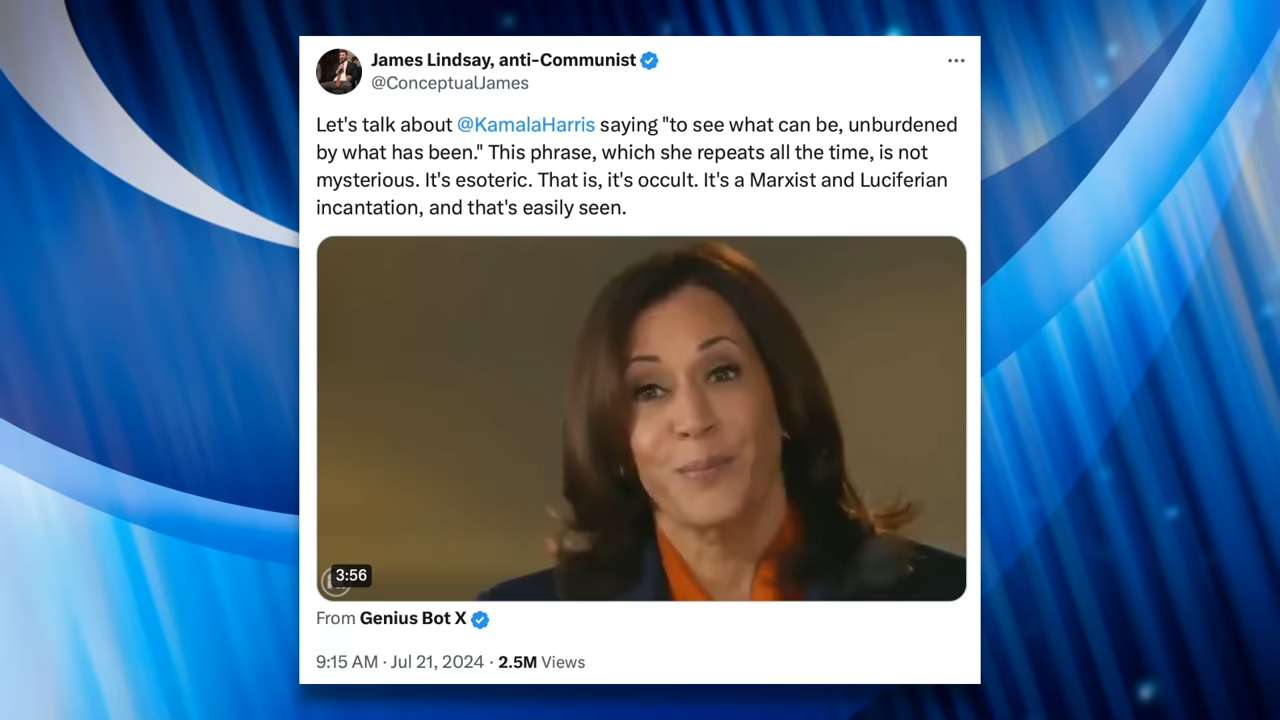 James Lindsay, anti-Communist
@ConceptualJames
Let's talk about @KamalaHarris saying "to see what can be, unburdened
by what has been." This phrase, which she repeats all the time, is not
mysterious. It's esoteric. That is, it's occult. It's a Marxist and Luciferian
incantation, and that's easily seen.
3:56
From Genius Bot X
9:15 AM · Jul 21, 2024 · 2.5M Views